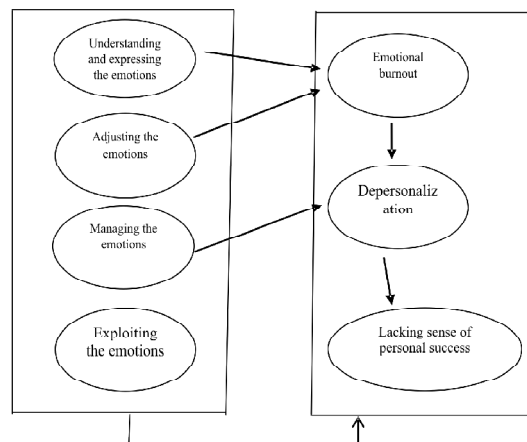 Understanding
and expressing
the emotions
Adjusting the
emotions
Managing the
emotions
Exploiting
the emotions
Emotional
burnout
Depersonaliz
ation
Lacking sense of
personal success